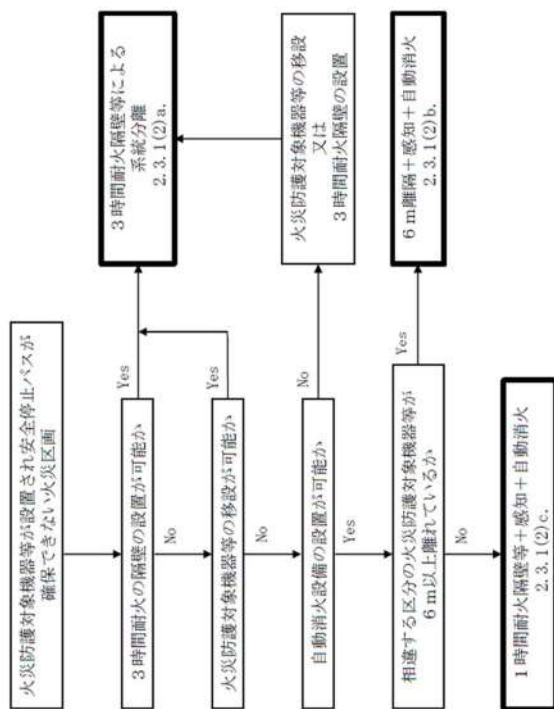 火災防護対象機器等が設置され安全停止パスが
確保できない火災区画
3時間耐火の隔壁の設置が可能か
Yes
3時間耐火隔壁等による
系統分離
2.3.1(2)a.
No
火災防護対象機器等の移設が可能か
Yes
No
自動消火設備の設置が可能か
No
火災防護対象機器等の移設
又は
3時間耐火隔壁の設置
Yes
相違する区分の火災防護対象機器等が
6m以上離れているか
Yes
6m離隔+感知+自動消火
2.3.1(2)b.
No
1時間耐火隔壁等+感知+自動消火
2.3.1(2)c.